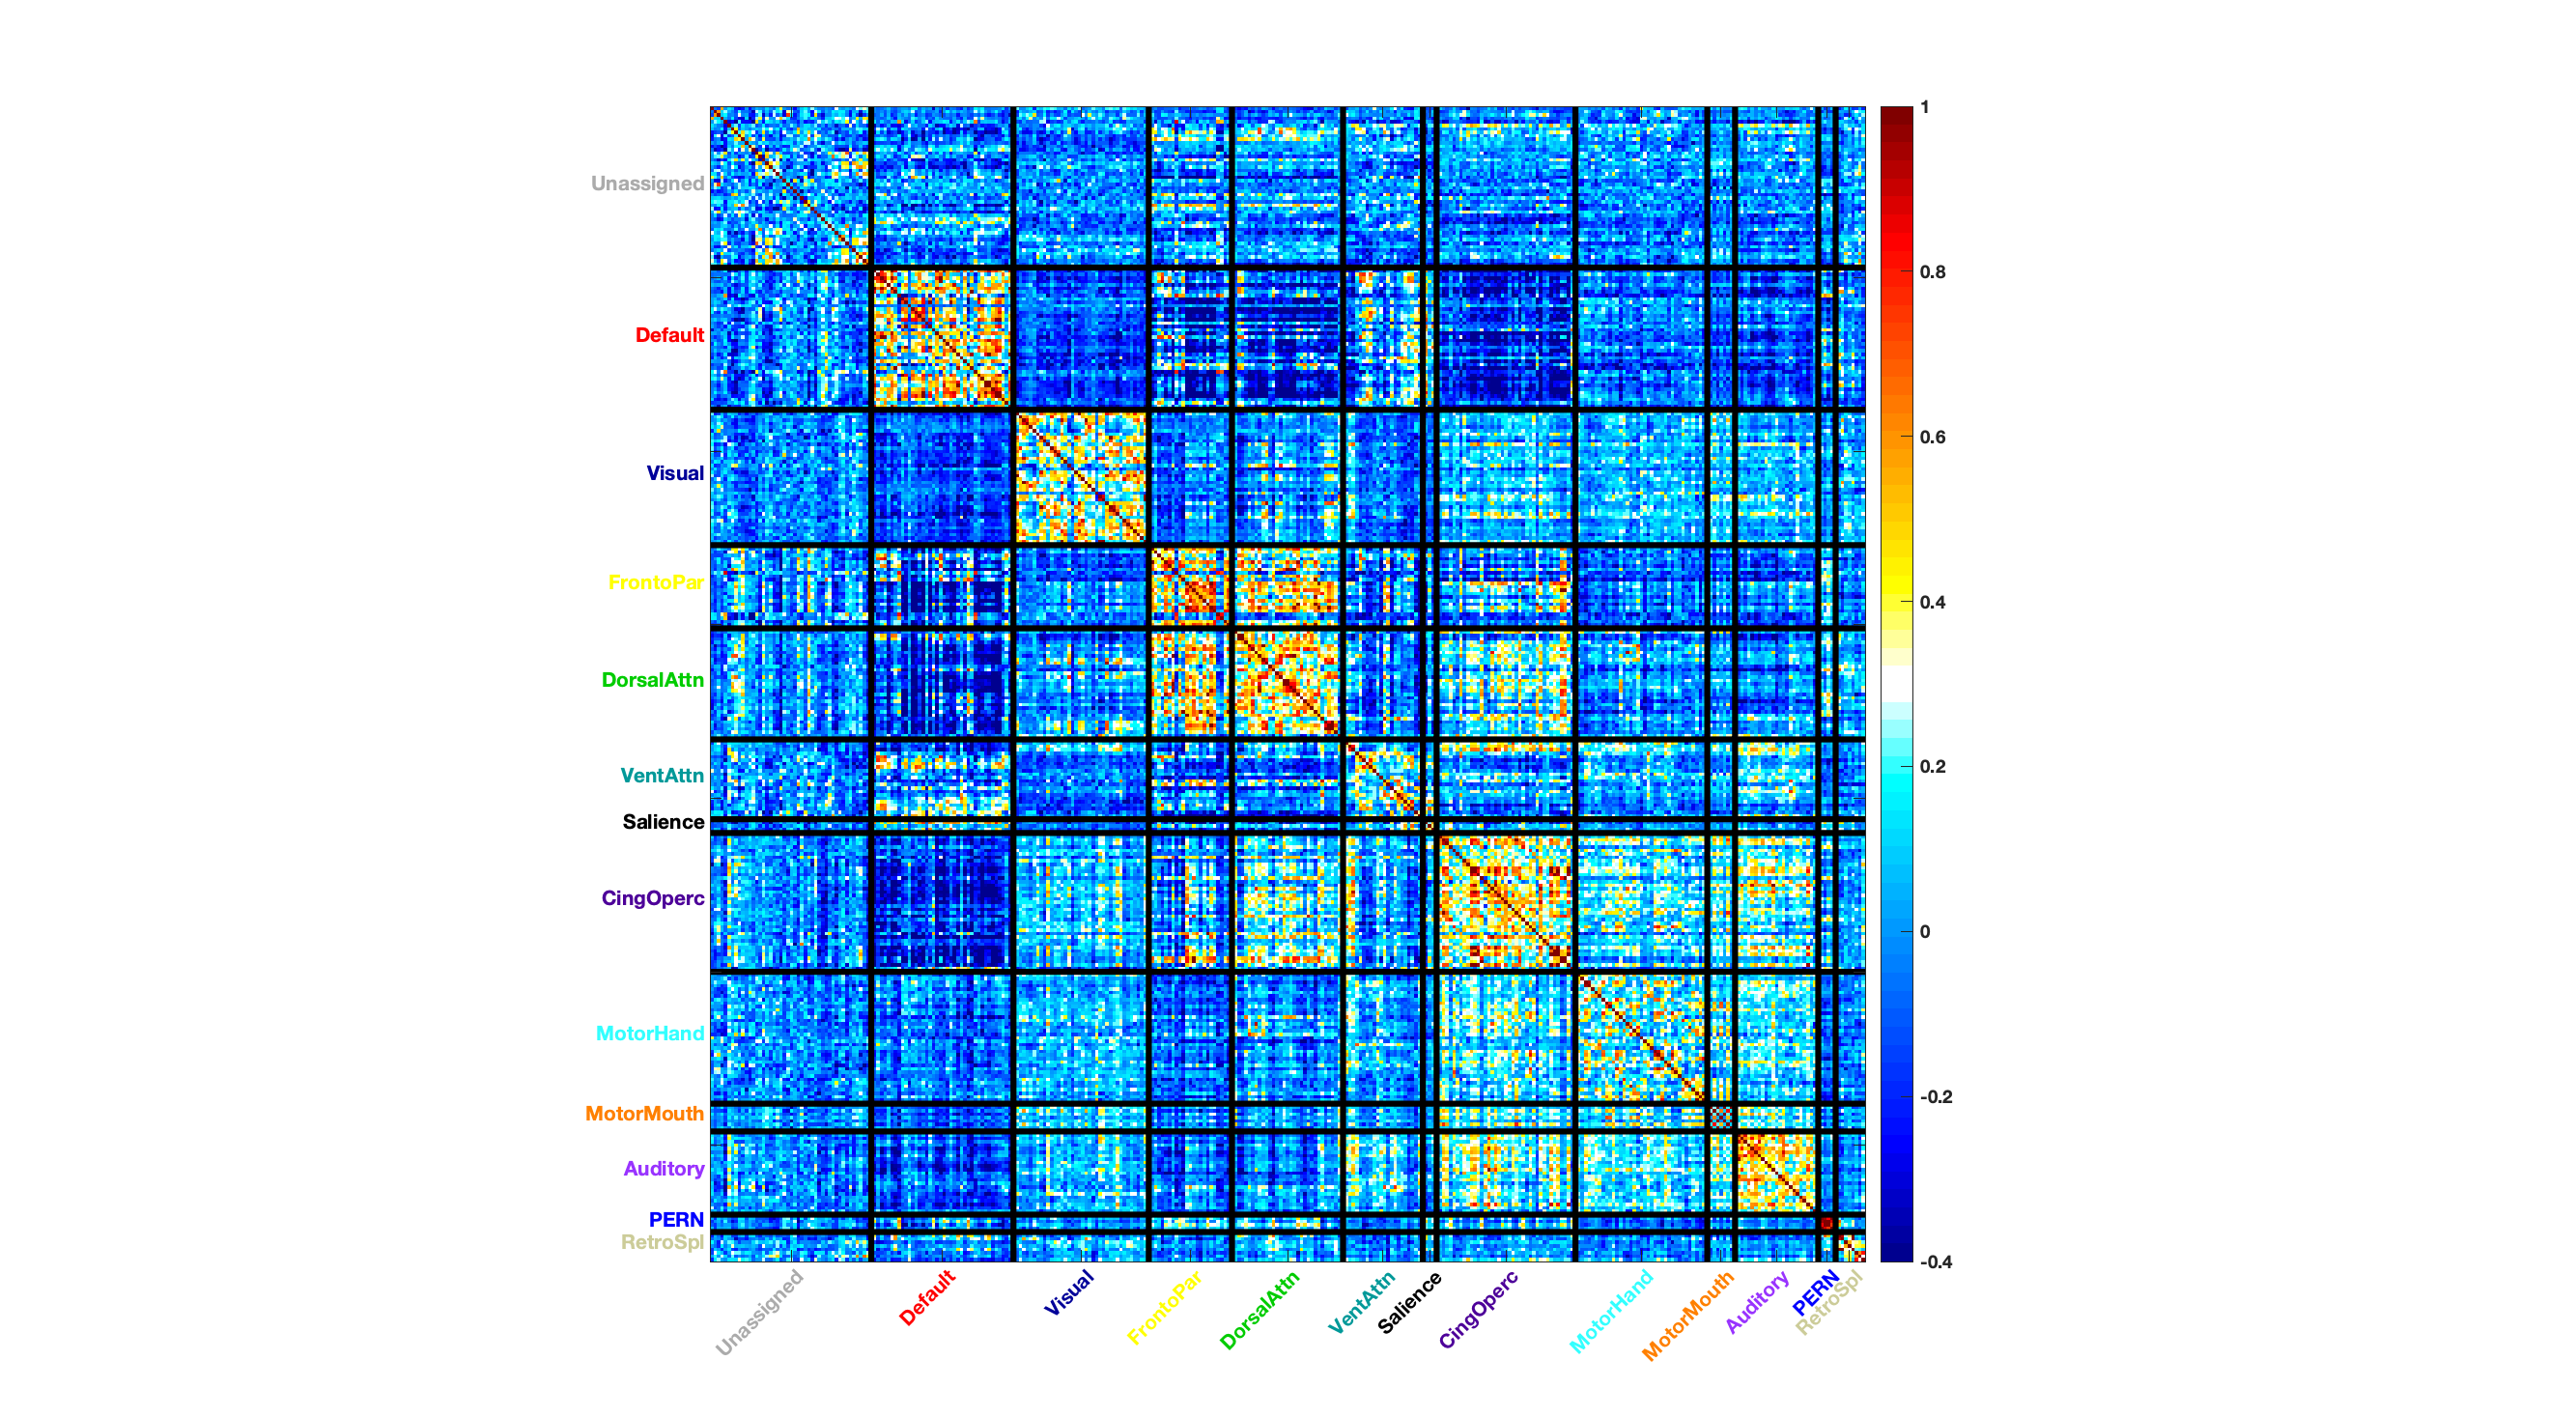 Unassigned
Default
Visual
FrontoPar
DorsalAttn
VentAttn
Salience
CingOperc
MotorHand
MotorMouth
Auditory
PERN
RetroSpl
Unassigned
Default
Visual
FrontoPar
DorsalAttn
VentAttn
Salience
CingOperc
MotorHand
MotorMouth
Auditory
PERN
RetroSpl
1
0.8
0.6
0.4
0.2
0
-0.2
-0.4